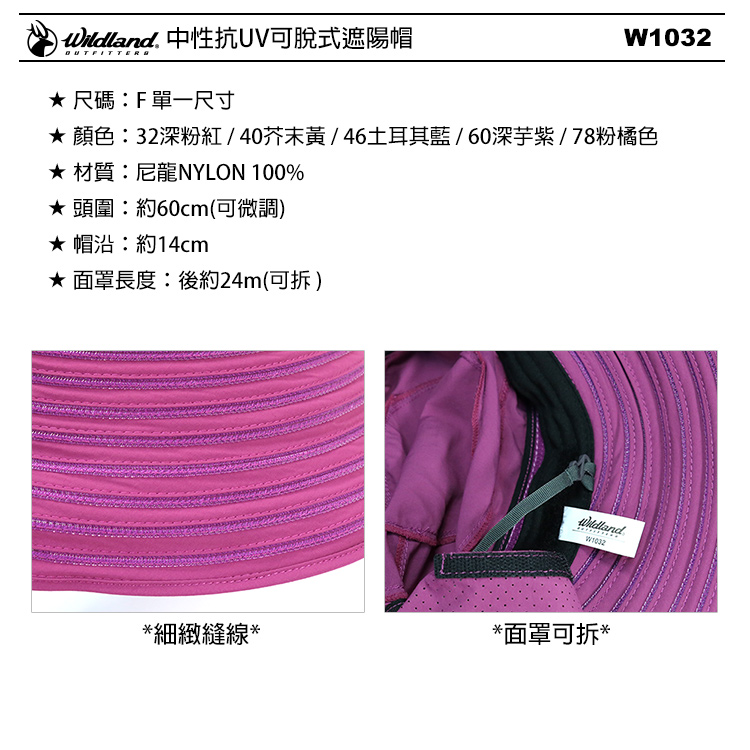 Wildland. 中性抗UV可脫式遮陽帽 W1032
OUTFITTERS
★ 尺碼：F 單一尺寸
★ 顏色：32深粉紅 / 40芥末黃 / 46土耳其藍 / 60深芋紫 / 78粉橘色
★ 材質：尼龍NYLON 100%
★ 頭圍：約60cm(可微調)
★ 帽沿：約14cm
★ 面罩長度：後約24m(可拆 )
Wildland
OUTFITTERS
W1032
*細緻縫線*
*面罩可拆*